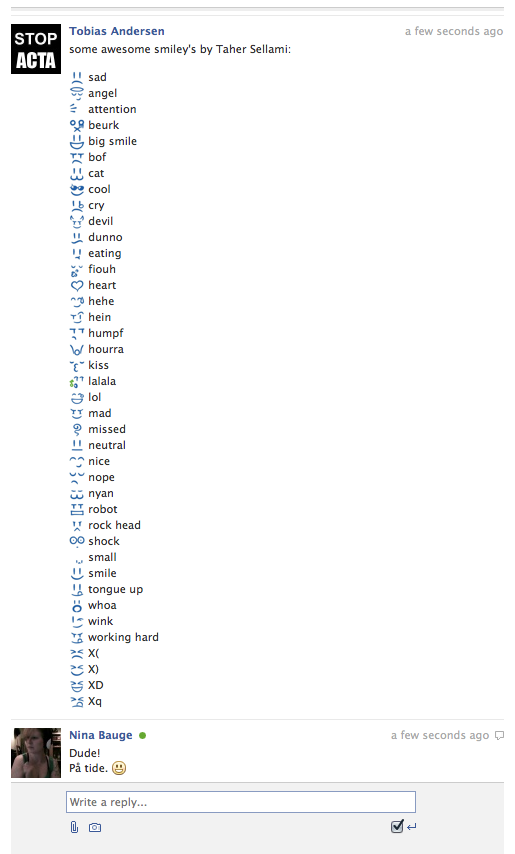 STOP
ACTA
Tobias Andersen
a few seconds ago
some awesome smiley's by Taher Sellami:
sad
angel
attention
beurk
big smile
bof
cat
cool
cry
devil
dunno
eating
fiouh
heart
hehe
hein
humpf
hourra
kiss
lalala
lol
mad
missed
neutral
nice
nope
nyan
robot
rock head
shock
small
smile
tongue up
whoa
wink
working hard
X(
X)
XD
Xq
Nina Bauge
a few seconds ago
Dude!
På tide. 😃
Write a reply...